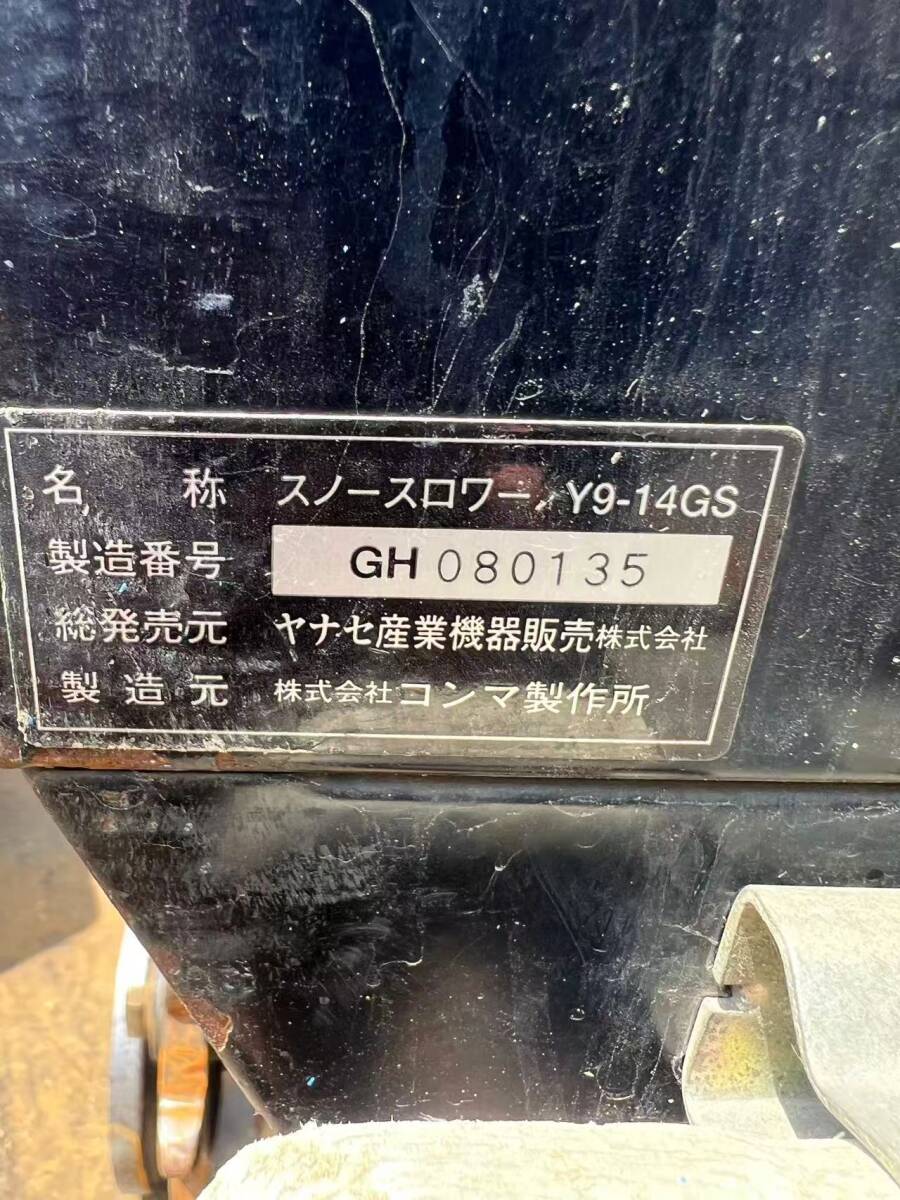 名称 スノースロワー Y9-14GS
製造番号 GH 080135
総発売元 ヤナセ産業機器販売株式会社
製造元 株式会社コンマ製作所